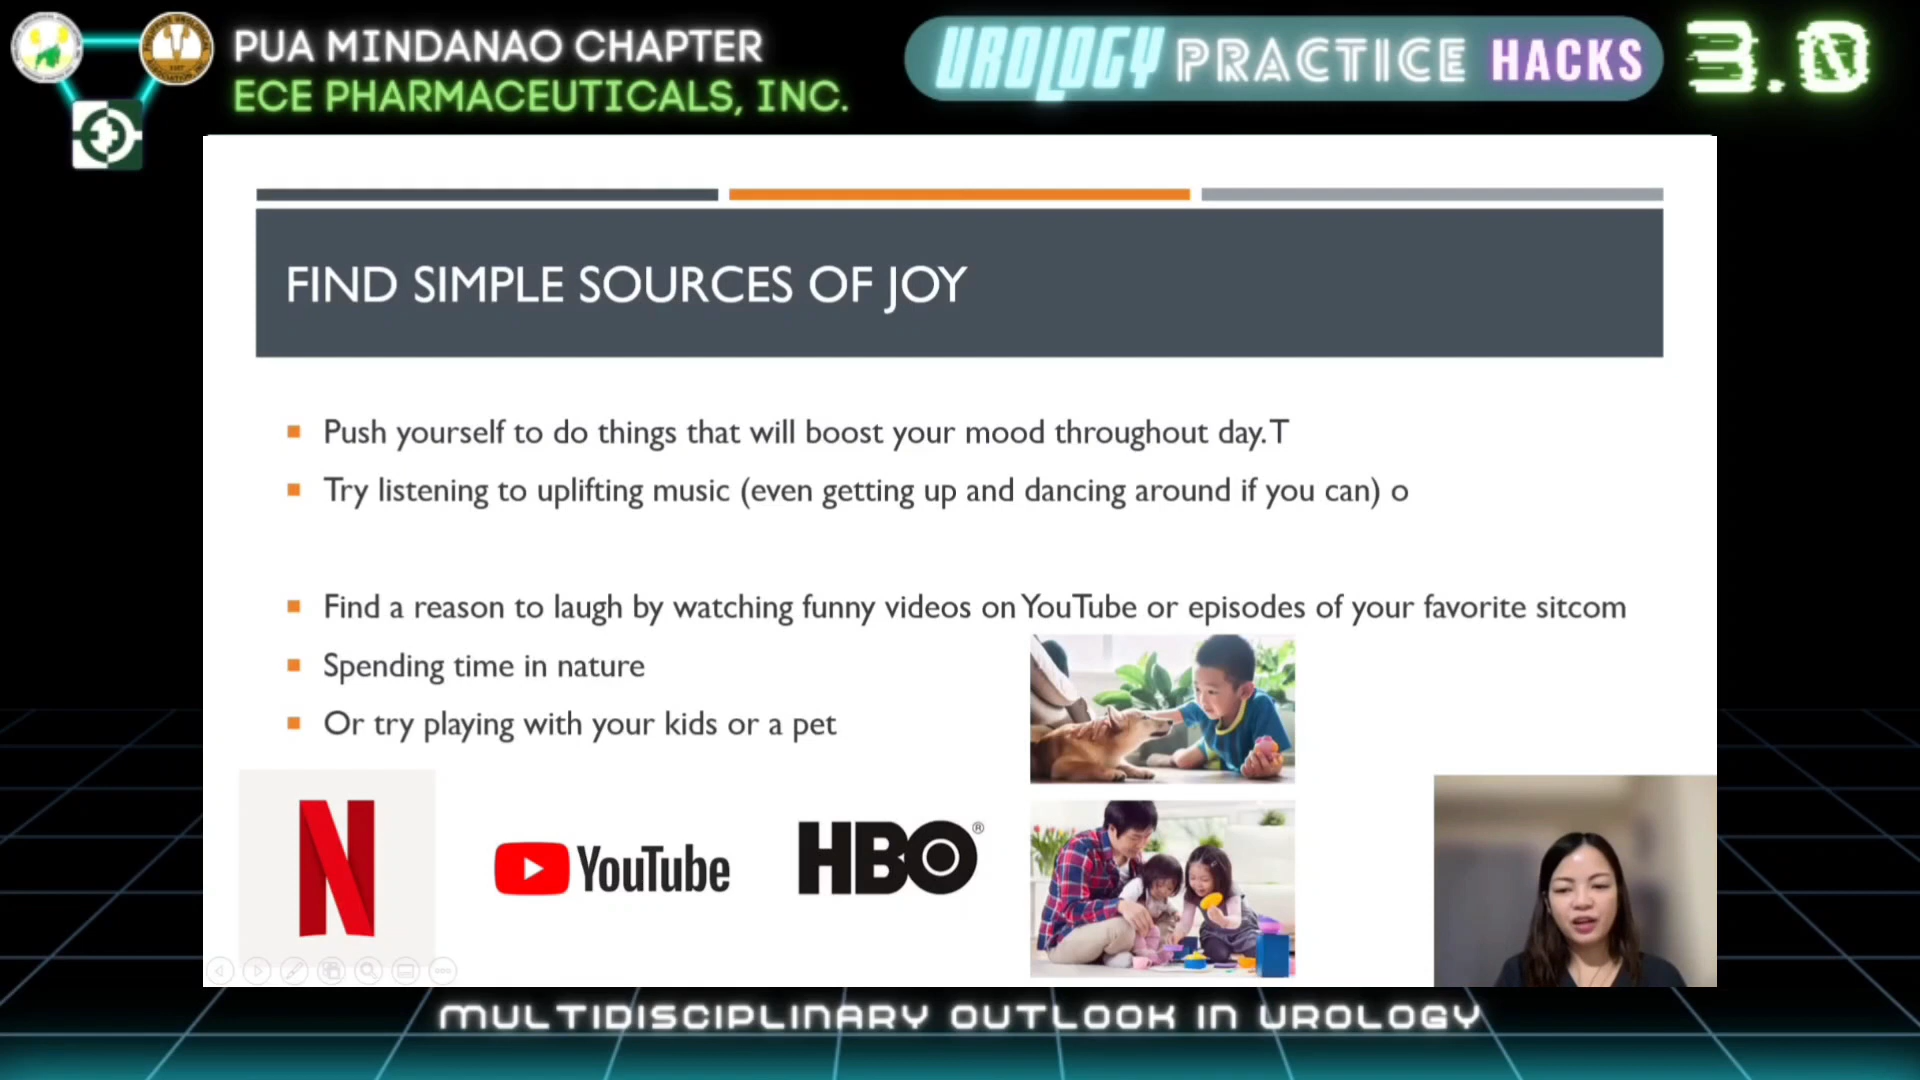 PUA MINDANAO CHAPTER
ECE PHARMACEUTICALS, INC.
UROLOGY PRACTICE HACKS 3.0
FIND SIMPLE SOURCES OF JOY
Push yourself to do things that will boost your mood throughout day. T
Try listening to uplifting music (even getting up and dancing around if you can) o
Find a reason to laugh by watching funny videos on YouTube or episodes of your favorite sitcom
Spending time in nature
Or try playing with your kids or a pet
N
YouTube
HBO®
MULTIDISCIPLINARY OUTLOOK IN UROLOGY